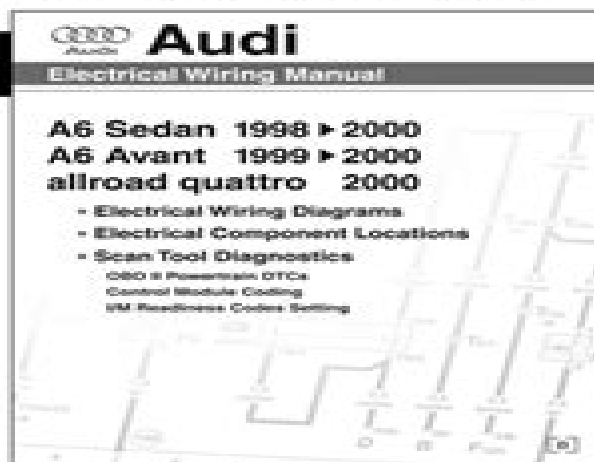 Audi
Audi
Electrical Wiring Manual
A6 Sedan 1998 ▶ 2000
A6 Avant 1999 ▶ 2000
allroad quattro 2000
- Electrical Wiring Diagrams
- Electrical Component Locations
- Scan Tool Diagnostics
OBD II Powertrain DTCs
Control Module Coding
I/M Readiness Codes Setting